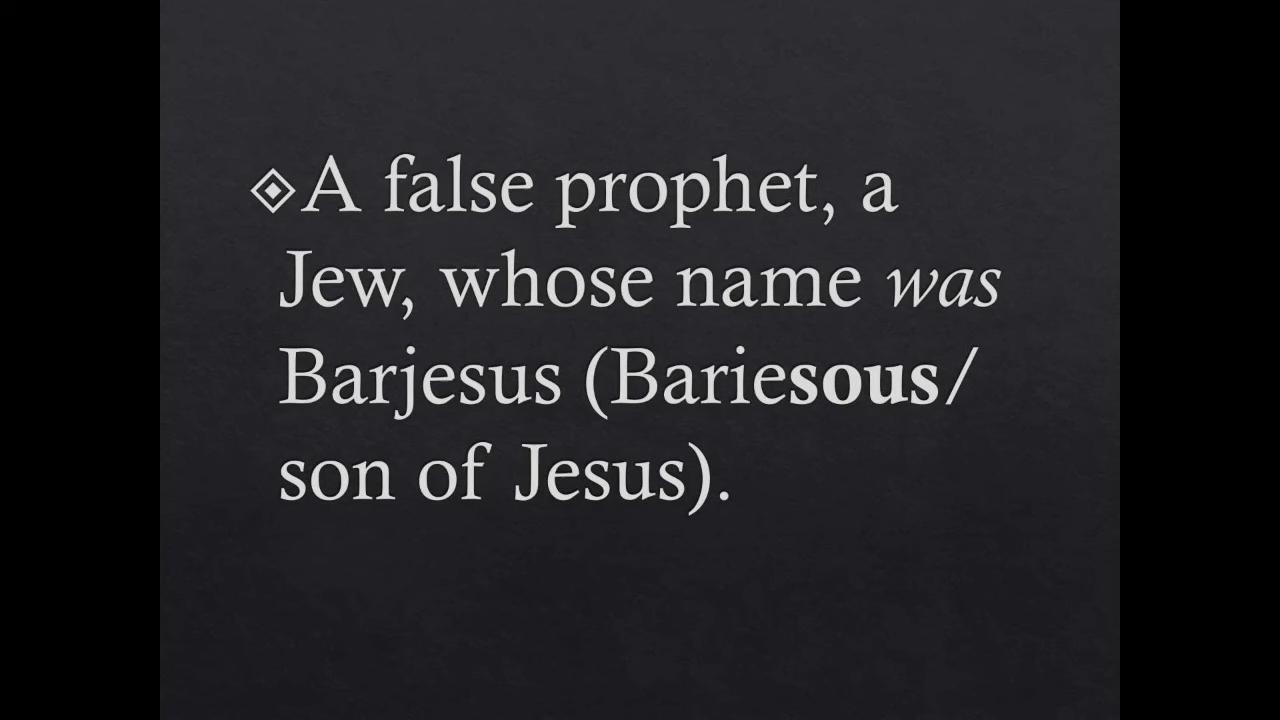 A false prophet, a
Jew, whose name was
Barjesus (Bariesous/
son of Jesus).